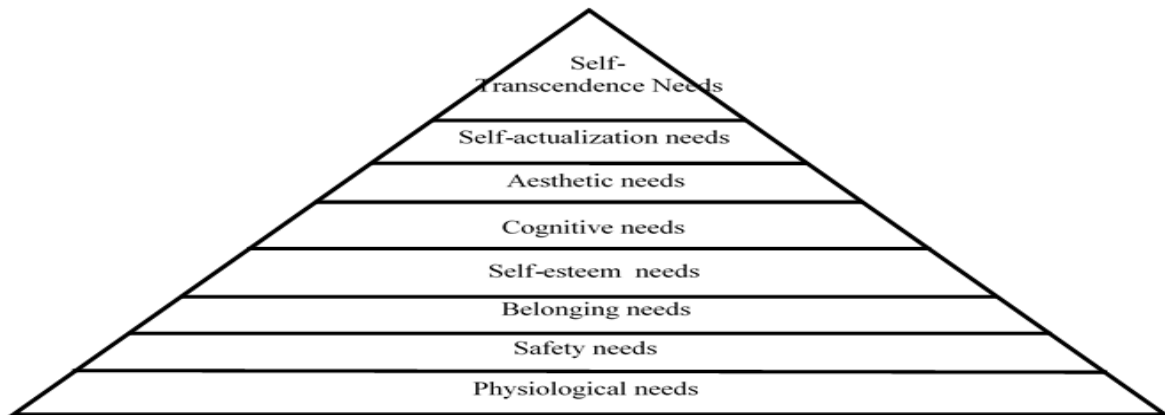 Self-
Transcendence Needs
Self-actualization needs
Aesthetic needs
Cognitive needs
Self-esteem  needs
Belonging needs
Safety needs
Physiological needs